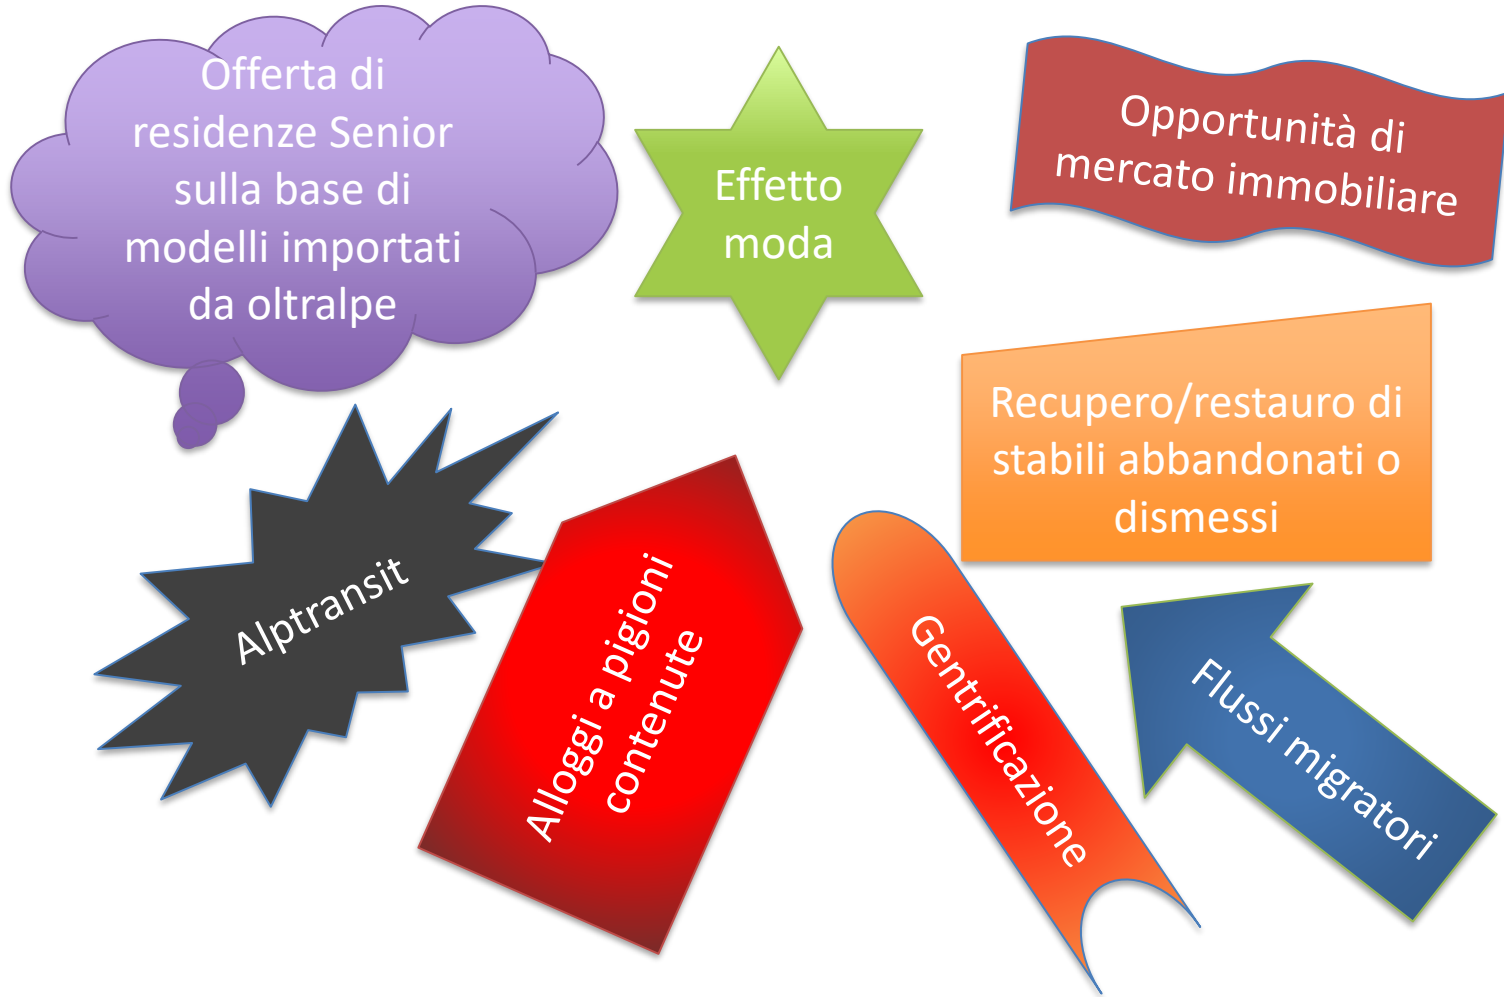 Offerta di
residenze Senior
sulla base di
modelli importati
da oltralpe
Effetto
moda
Opportunità di
mercato immobiliare
Recupero/restauro di
stabili abbandonati o
dismessi
Alptransit
Alloggi a pigioni
contenute
Gentrificazione
Flussi migratori